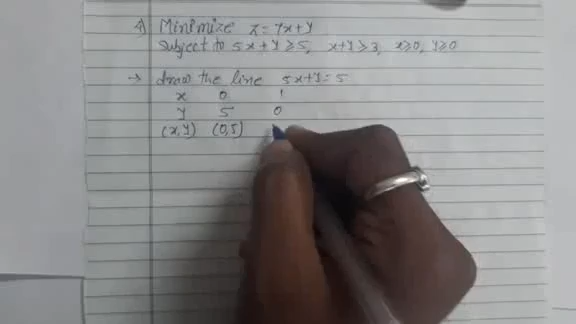 4) Minimize z = 7x+y
Subject to 5x+y ≥ 5, x+y ≥ 3, x≥0, y≥0
→ draw the line 5x+y = 5
x 0 1
y 5 0
(x,y) (0,5)